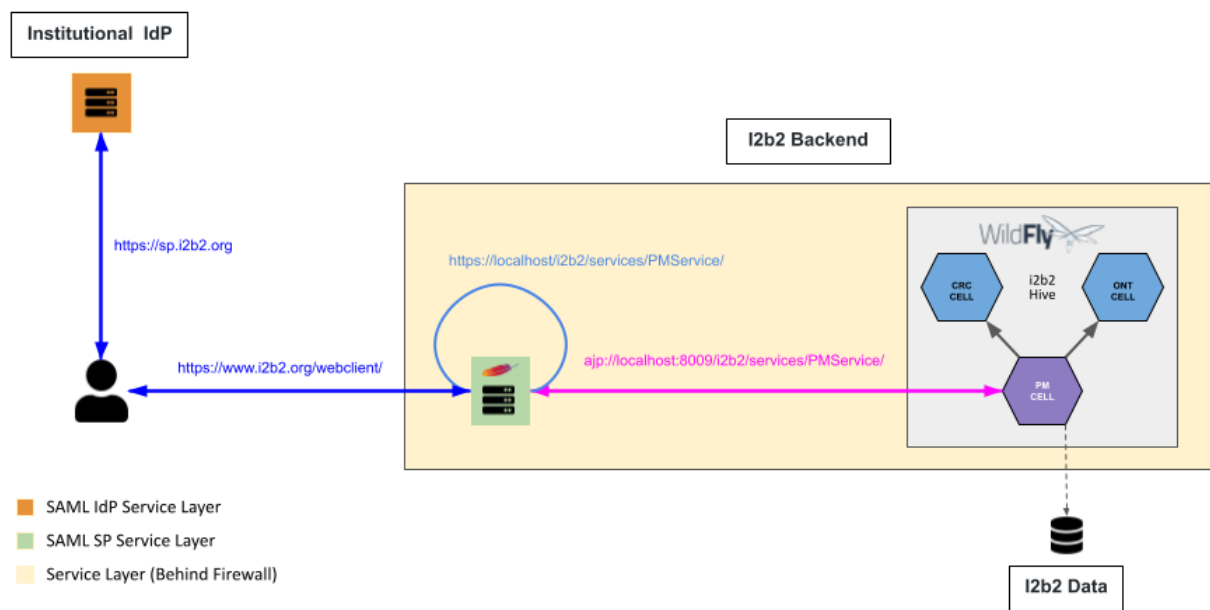 Institutional IdP
I2b2 Backend
WildFly
https://sp.i2b2.org
https://localhost/i2b2/services/PMService/
CRC
CELL
i2b2
Hive
ONT
CELL
https://www.i2b2.org/webclient/
ajp://localhost:8009/i2b2/services/PMService/
PM
CELL
SAML IdP Service Layer
SAML SP Service Layer
Service Layer (Behind Firewall)
I2b2 Data